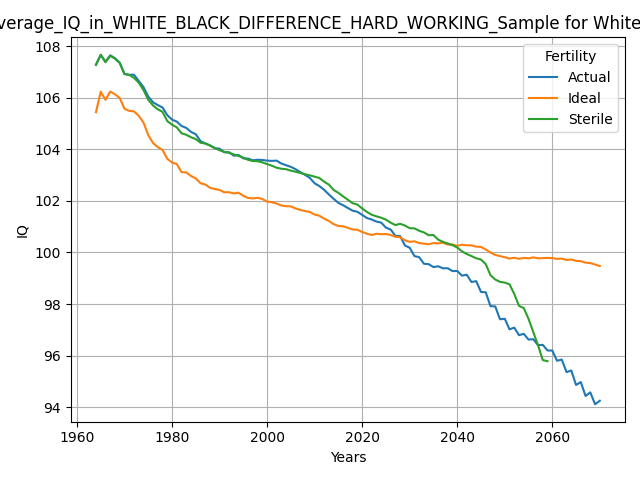 verage_IQ_in_WHITE_BLACK_DIFFERENCE_HARD_WORKING_Sample for White
108
106
104
102
100
98
96
94
IQ
1960
1980
2000
2020
2040
2060
Years
Fertility
Actual
Ideal
Sterile